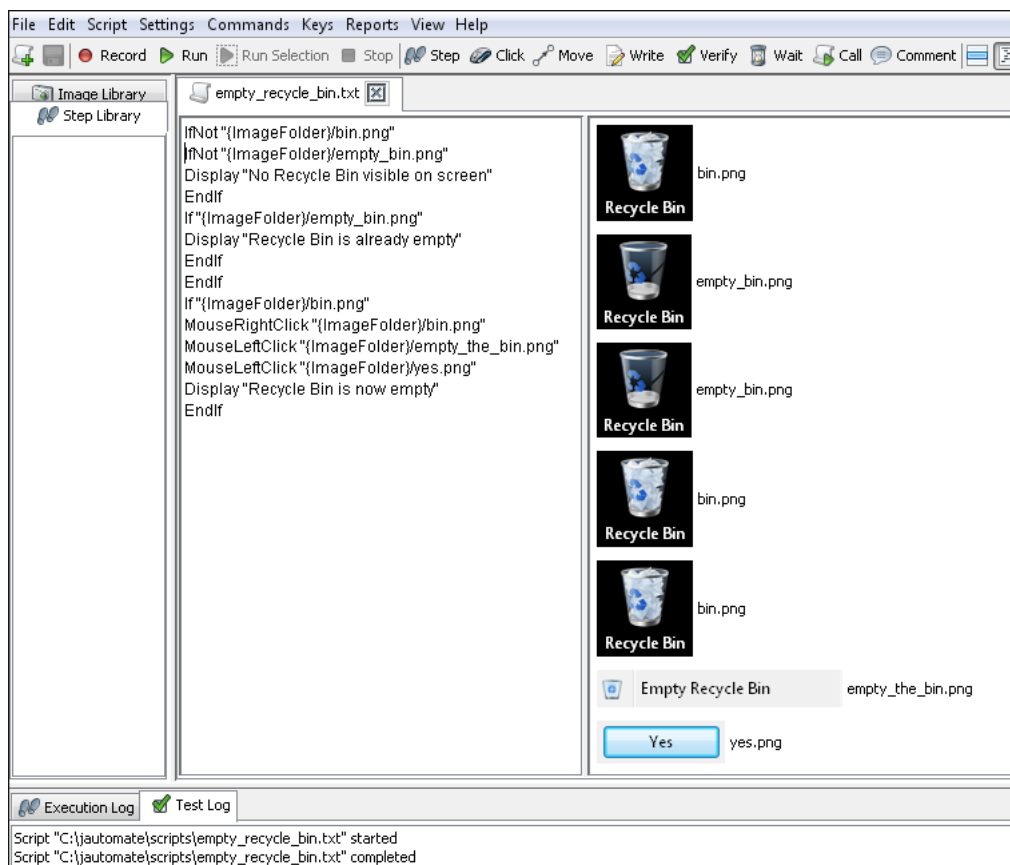 File Edit Script Settings Commands Keys Reports View Help
Record Run Run Selection Stop Step Click Move Write Verify Wait Call Comment
Image Library
Step Library
empty_recycle_bin.txt
IfNot "{ImageFolder}/bin.png"
IfNot "{ImageFolder}/empty_bin.png"
Display "No Recycle Bin visible on screen"
EndIf
If "{ImageFolder}/empty_bin.png"
Display "Recycle Bin is already empty"
EndIf
EndIf
If "{ImageFolder}/bin.png"
MouseRightClick "{ImageFolder}/bin.png"
MouseLeftClick "{ImageFolder}/empty_the_bin.png"
MouseLeftClick "{ImageFolder}/yes.png"
Display "Recycle Bin is now empty"
EndIf
Recycle Bin
bin.png
Recycle Bin
empty_bin.png
Recycle Bin
empty_bin.png
Recycle Bin
bin.png
Recycle Bin
bin.png
Empty Recycle Bin
empty_the_bin.png
Yes
yes.png
Execution Log
Test Log
Script "C:\jautomate\scripts\empty_recycle_bin.txt" started
Script "C:\jautomate\scripts\empty_recycle_bin.txt" completed